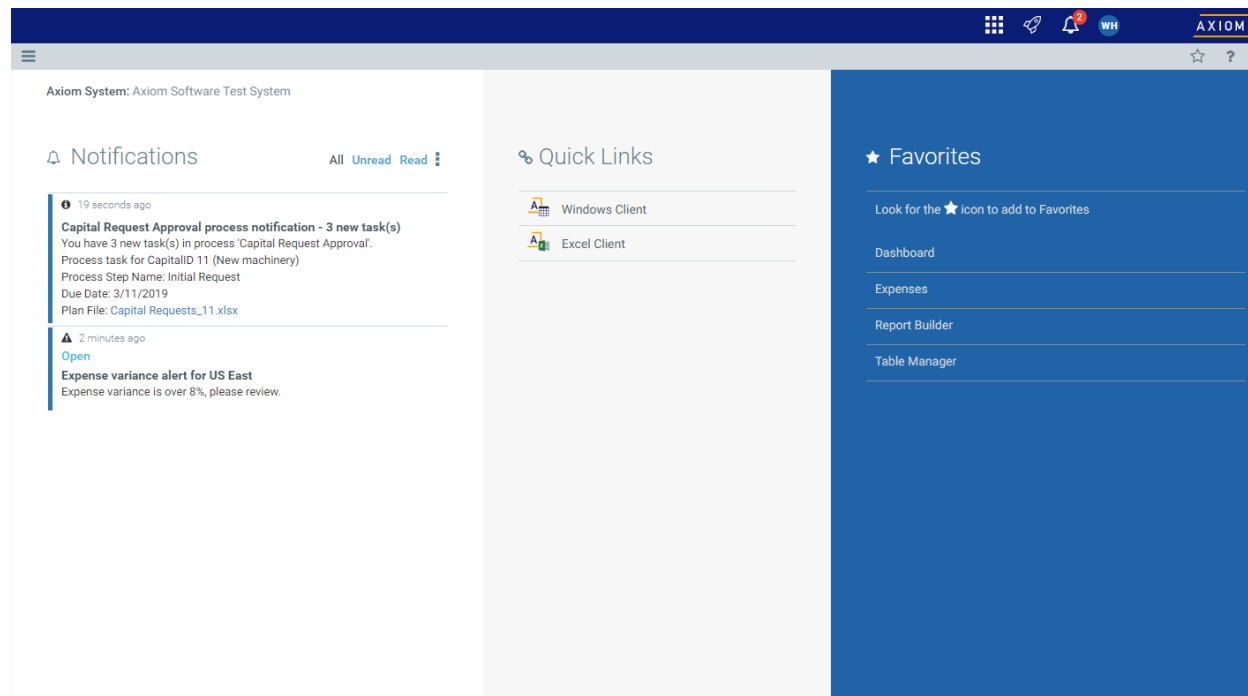 2
WH
AXIOM
?
Axiom System: Axiom Software Test System
Notifications
All Unread Read
19 seconds ago
Capital Request Approval process notification - 3 new task(s)
You have 3 new task(s) in process 'Capital Request Approval'.
Process task for CapitalID 11 (New machinery)
Process Step Name: Initial Request
Due Date: 3/11/2019
Plan File: Capital Requests_11.xlsx
2 minutes ago
Open
Expense variance alert for US East
Expense variance is over 8%, please review.
Quick Links
A Windows Client
A Excel Client
Favorites
Look for the icon to add to Favorites
Dashboard
Expenses
Report Builder
Table Manager